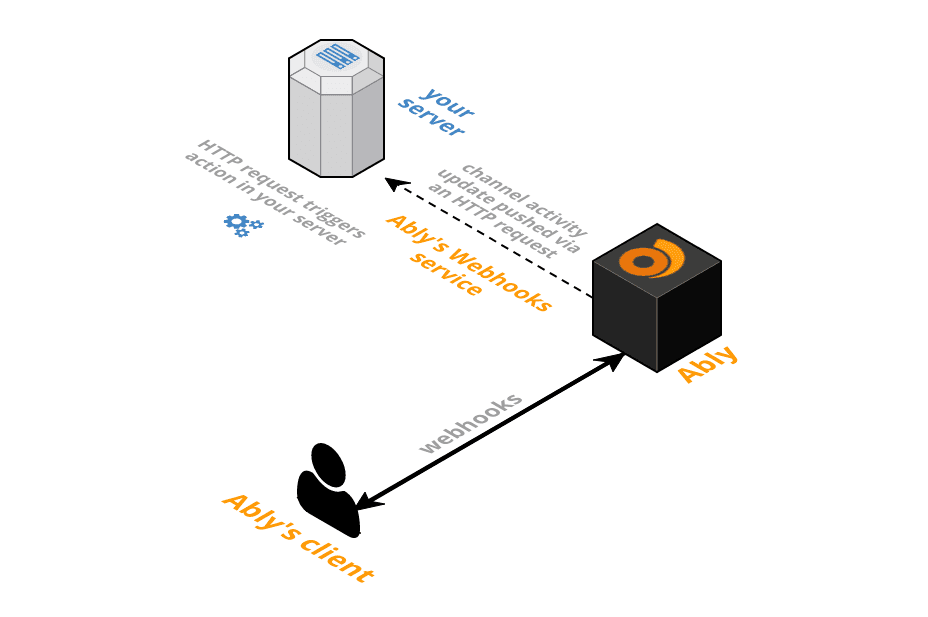 your
server
HTTP request triggers
action in your server
channel activity
update pushed via
an HTTP request
Ably's Webhooks
service
Ably
webhooks
Ably's client